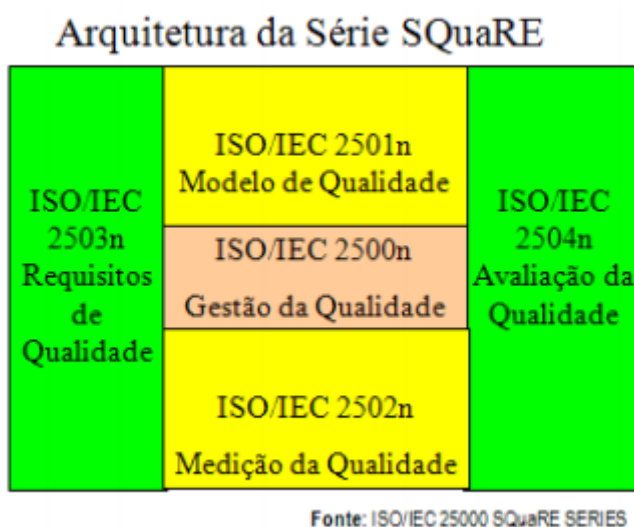 Arquitetura da Série SQuaRE
ISO/IEC
2503n
Requisitos
de
Qualidade
ISO/IEC 2501n
Modelo de Qualidade
ISO/IEC 2500n
Gestão da Qualidade
ISO/IEC 2502n
Medição da Qualidade
ISO/IEC
2504n
Avaliação da
Qualidade
Fonte: ISO/IEC 25000 SQuaRE SERIES